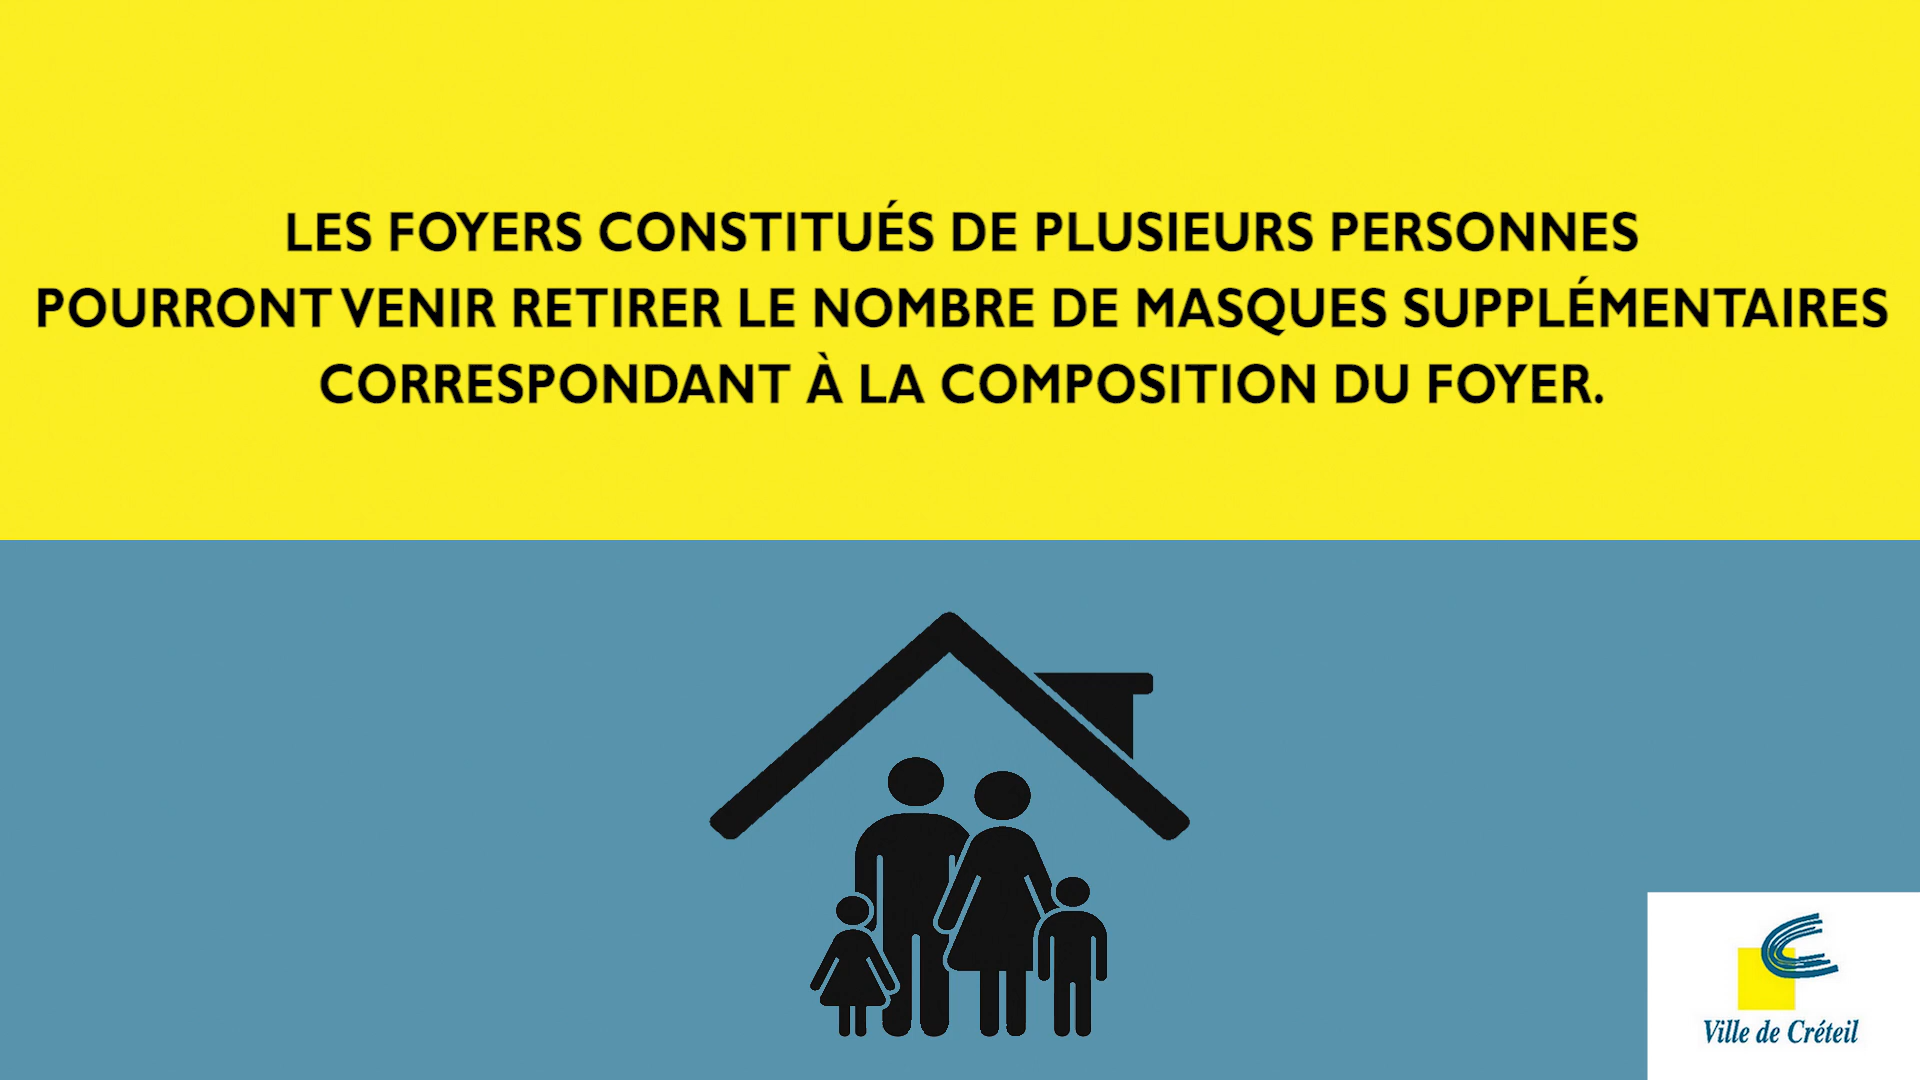 LES FOYERS CONSTITUÉS DE PLUSIEURS PERSONNES
POURRONT VENIR RETIRER LE NOMBRE DE MASQUES SUPPLÉMENTAIRES
CORRESPONDANT À LA COMPOSITION DU FOYER.
Ville de Créteil